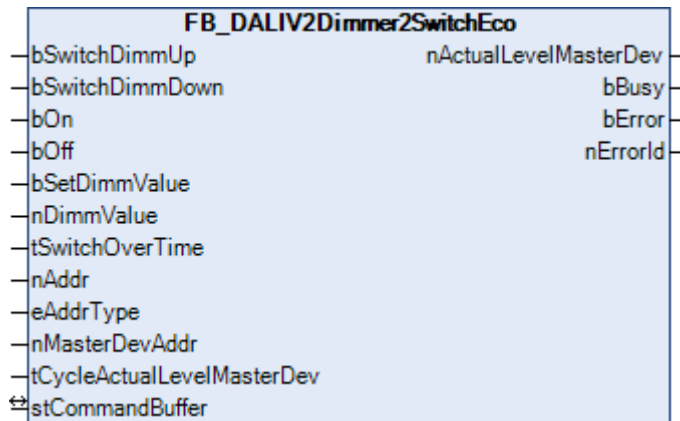 FB_DALIV2Dimmer2SwitchEco
bSwitchDimmUp nActualLevelMasterDev
bSwitchDimmDown bBusy
bOn bError
bOff nErrorId
bSetDimmValue
nDimmValue
tSwitchOverTime
nAddr
eAddrType
nMasterDevAddr
tCycleActualLevelMasterDev
stCommandBuffer